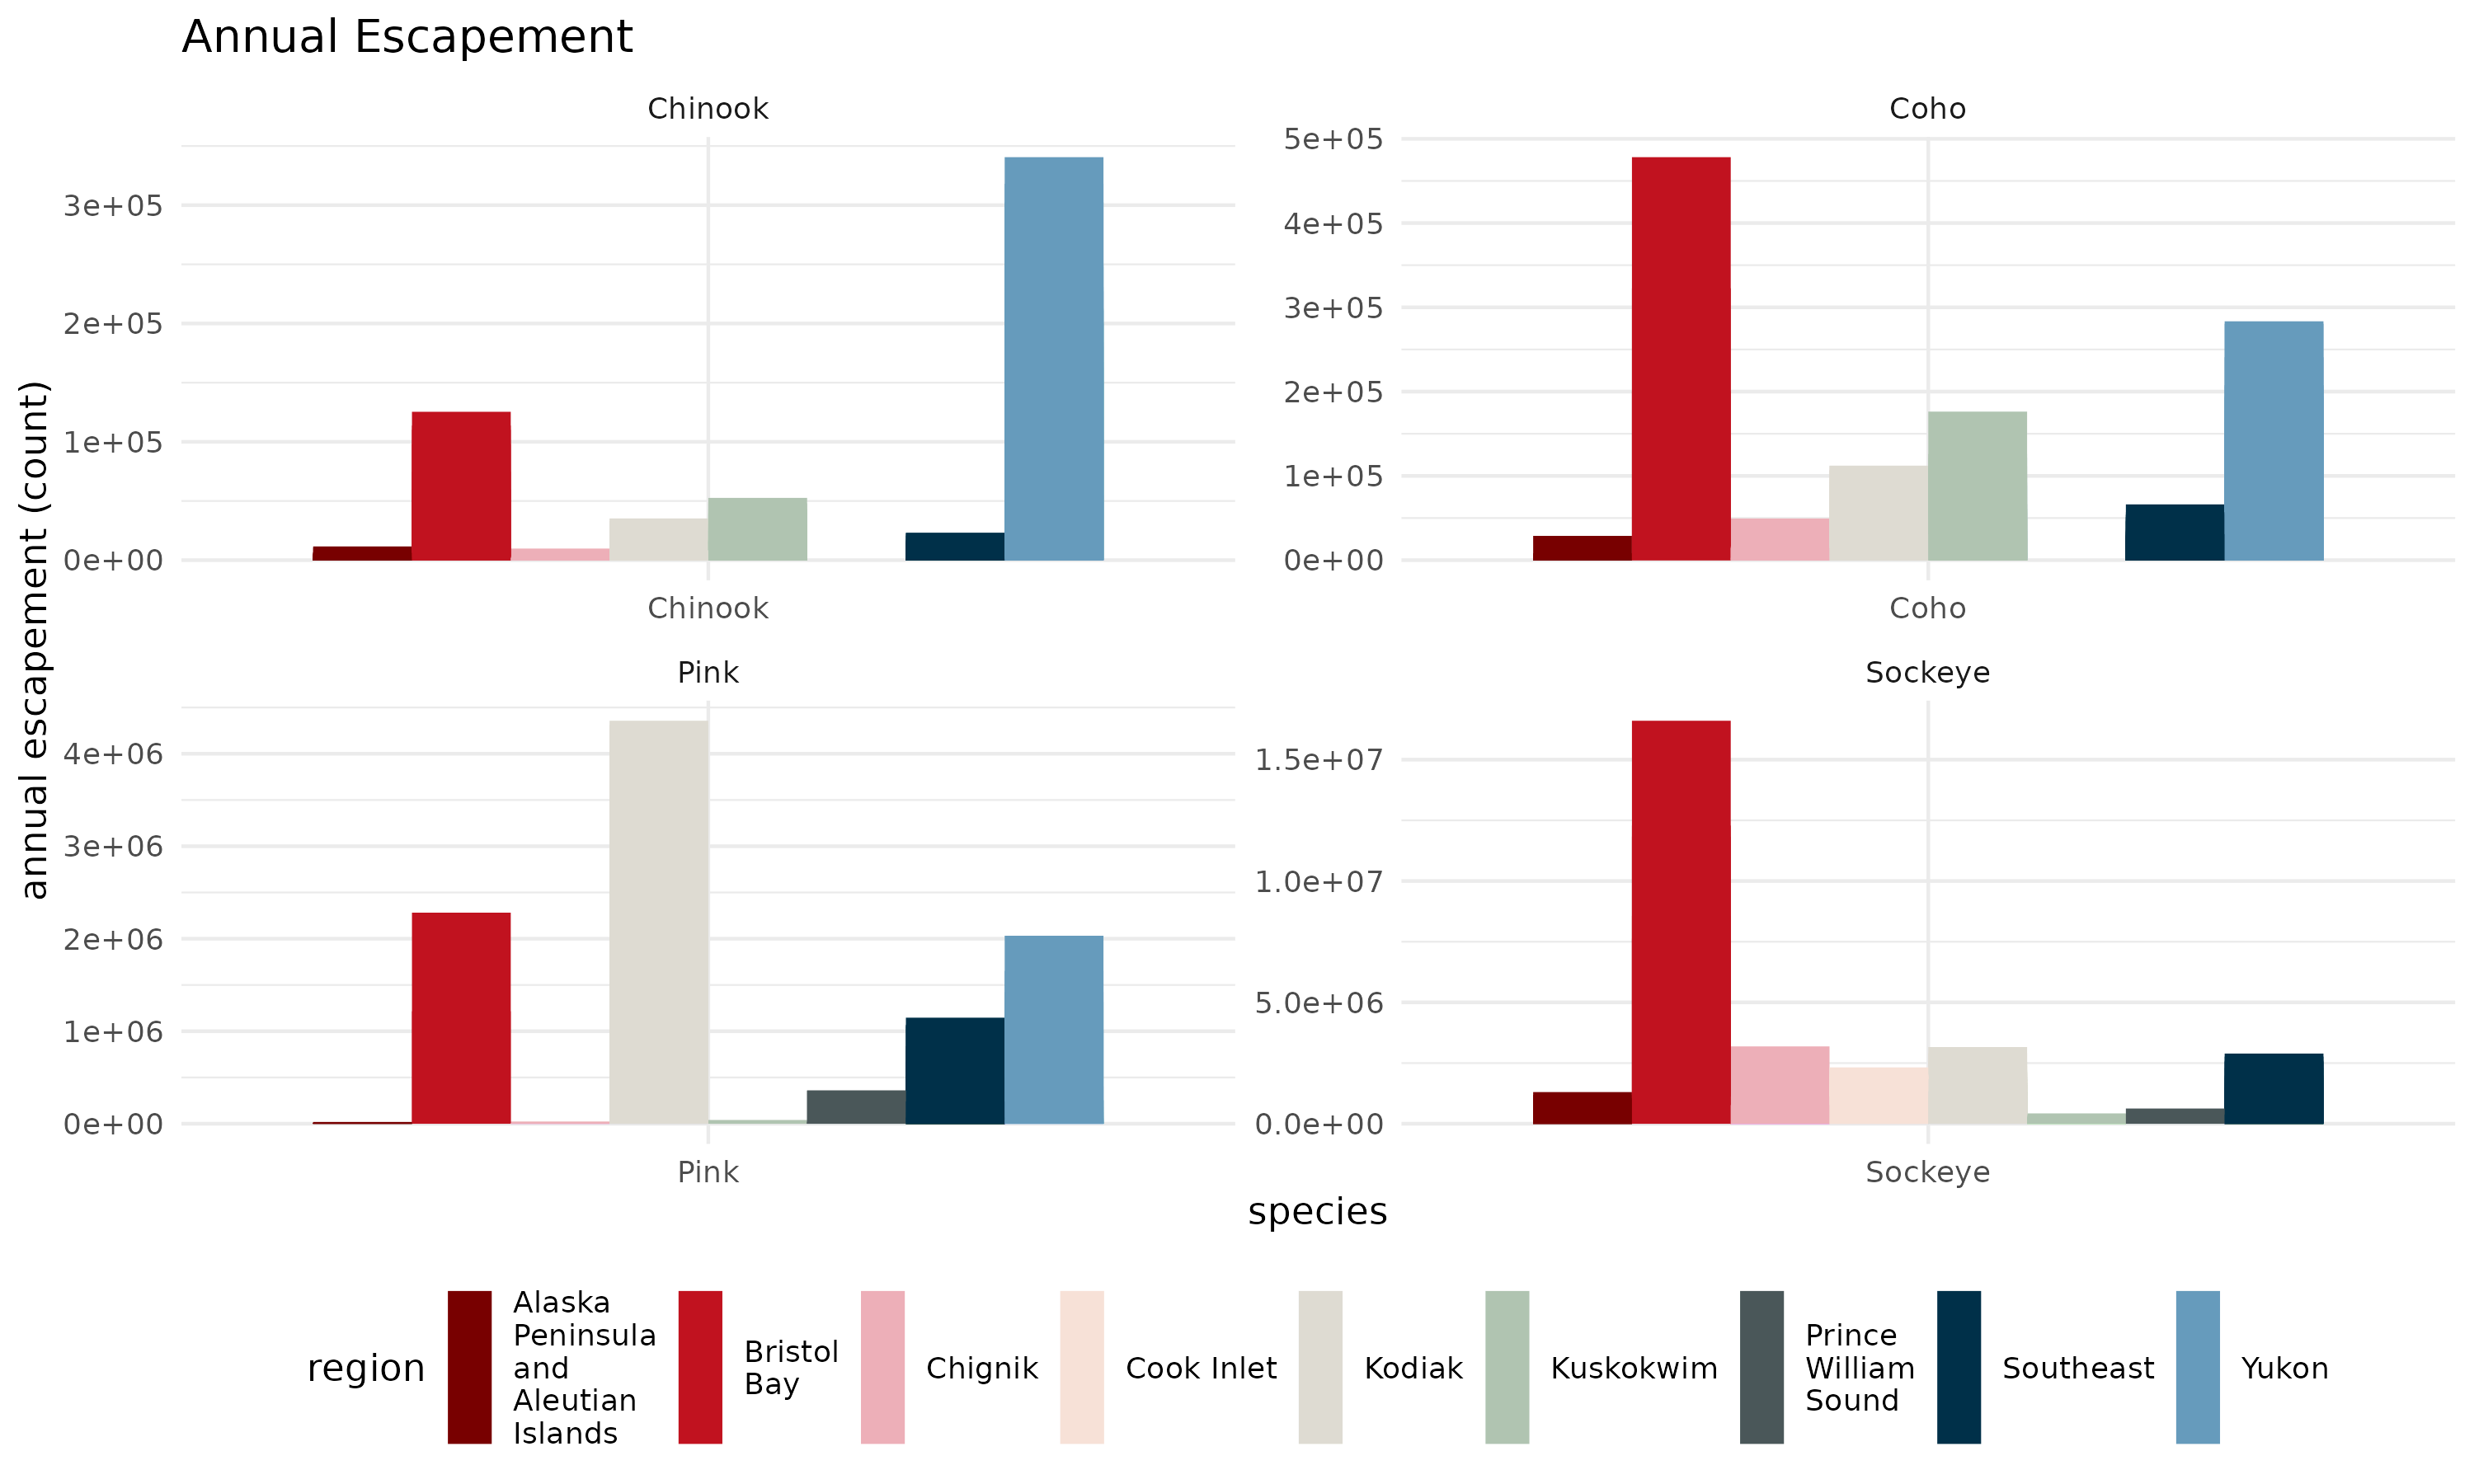 Annual Escapement
annual escapement (count)
Chinook
3e+05
2e+05
1e+05
0e+00
Chinook
Coho
5e+05
4e+05
3e+05
2e+05
1e+05
0e+00
Coho
Pink
4e+06
3e+06
2e+06
1e+06
0e+00
Pink
Sockeye
1.5e+07
1.0e+07
5.0e+06
0.0e+00
Sockeye
species
region
Alaska
Peninsula
and
Aleutian
Islands
Bristol
Bay
Chignik
Cook Inlet
Kodiak
Kuskokwim
Prince
William
Sound
Southeast
Yukon